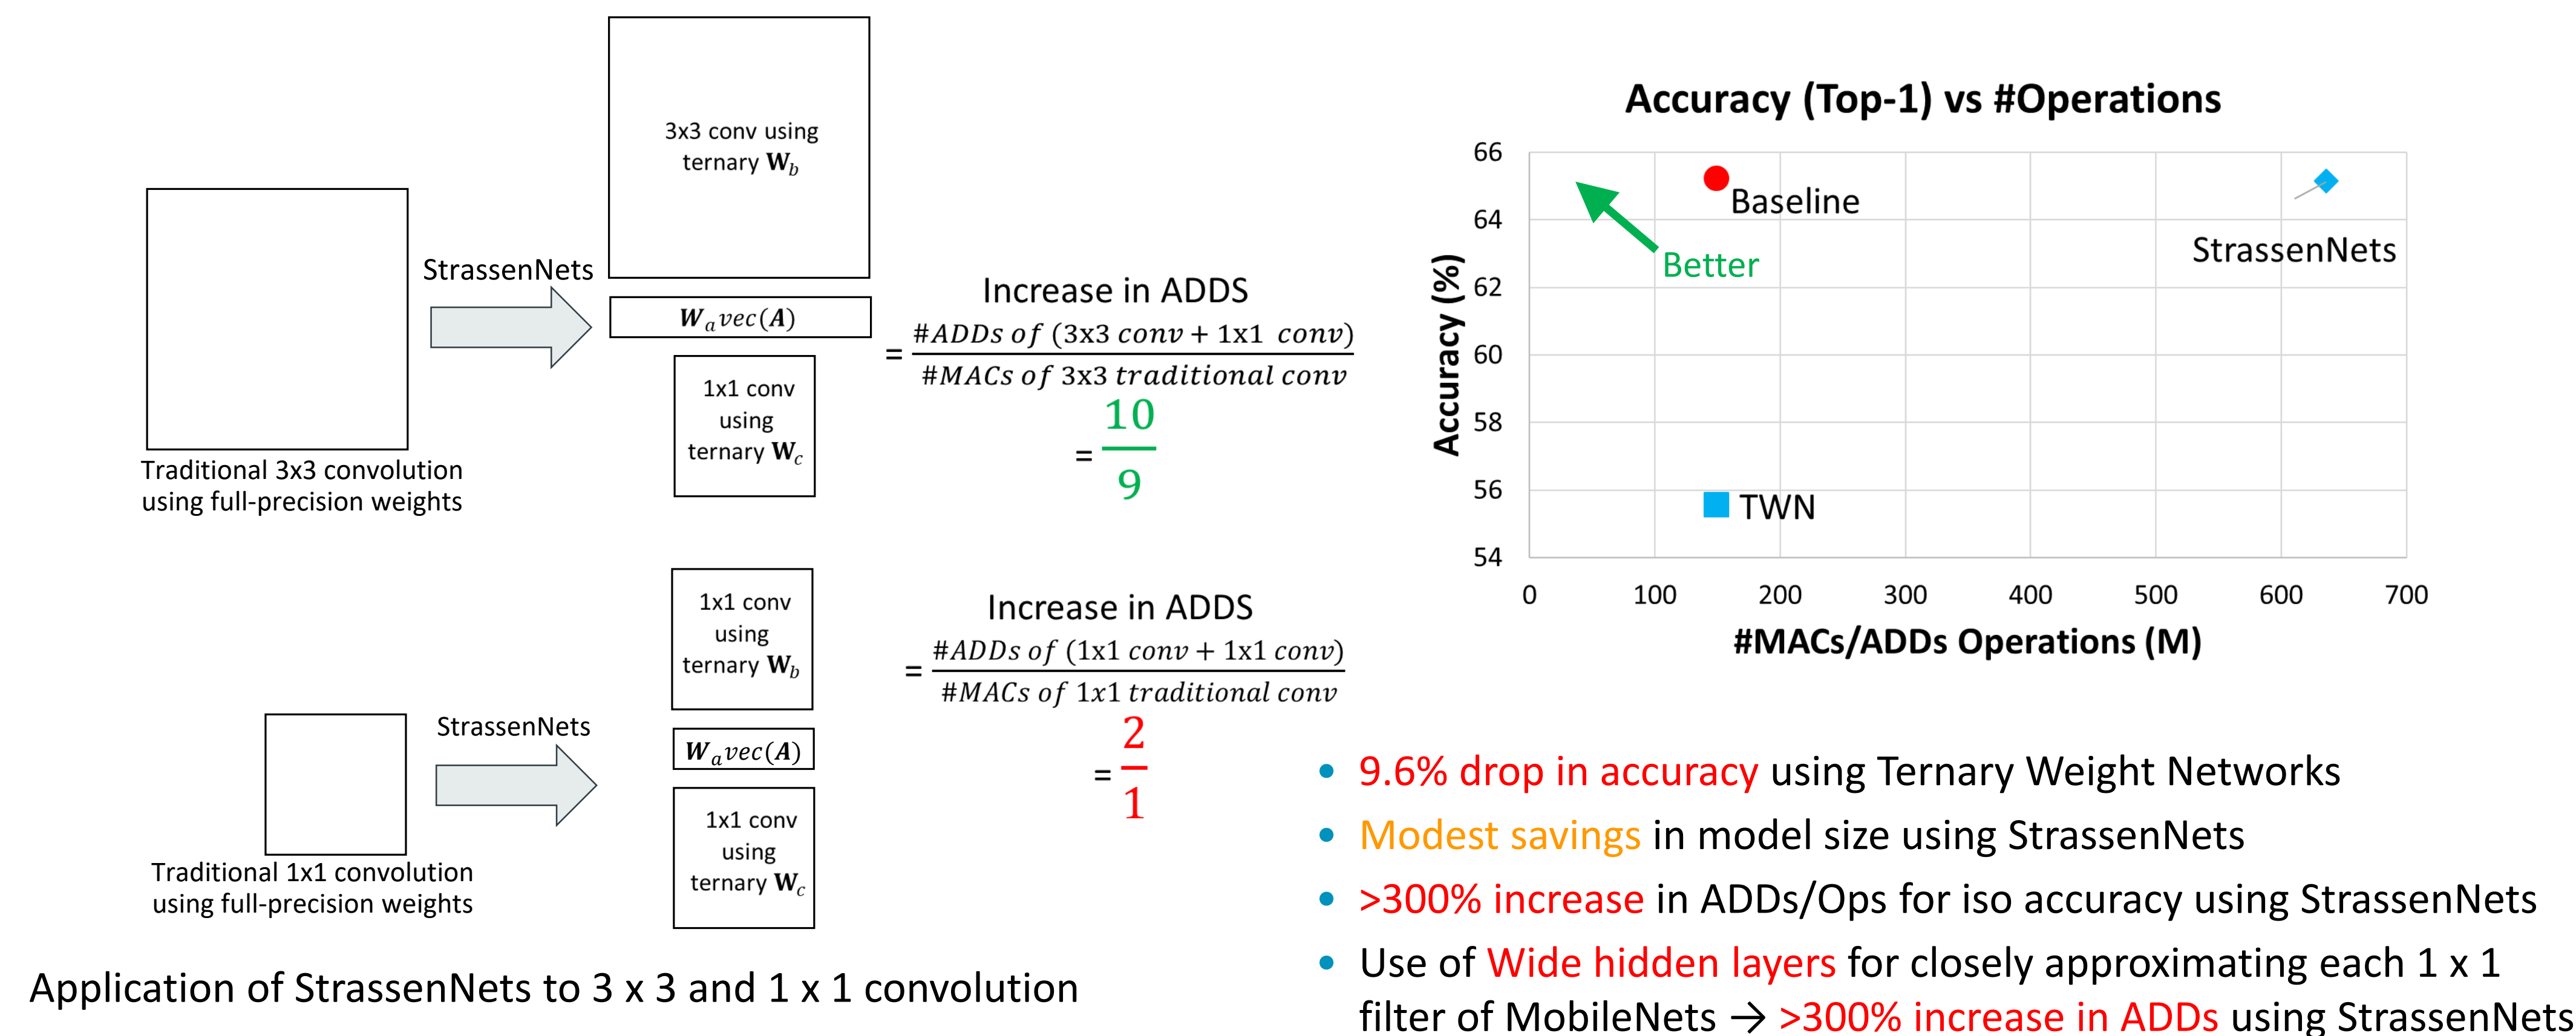 3x3 conv using
ternary W_b
StrassenNets
W_a vec(A)
1x1 conv
using
ternary W_c
Traditional 3x3 convolution
using full-precision weights
Increase in ADDS
= #ADDs of (3x3 conv + 1x1 conv)
#MACs of 3x3 traditional conv
= 10
9
1x1 conv
using
ternary W_b
StrassenNets
W_a vec(A)
1x1 conv
using
ternary W_c
Traditional 1x1 convolution
using full-precision weights
Increase in ADDS
= #ADDs of (1x1 conv + 1x1 conv)
#MACs of 1x1 traditional conv
= 2
1
Application of StrassenNets to 3 x 3 and 1 x 1 convolution
Accuracy (Top-1) vs #Operations
Accuracy (%)
66
64
62
60
58
56
54
Baseline
Better
StrassenNets
TWN
0 100 200 300 400 500 600 700
#MACs/ADDs Operations (M)
• 9.6% drop in accuracy using Ternary Weight Networks
• Modest savings in model size using StrassenNets
• >300% increase in ADDs/Ops for iso accuracy using StrassenNets
• Use of Wide hidden layers for closely approximating each 1 x 1
filter of MobileNets → >300% increase in ADDs using StrassenNets